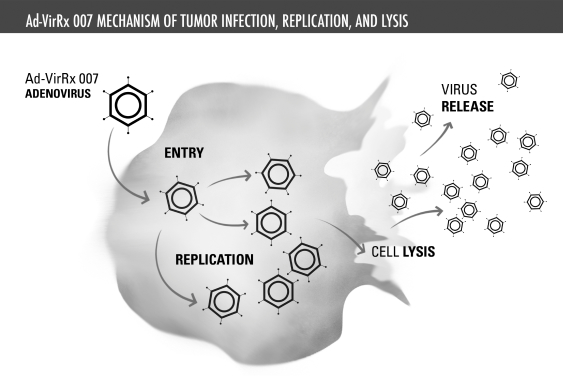 Ad-VirRx 007 MECHANISM OF TUMOR INFECTION, REPLICATION, AND LYSIS
Ad-VirRx 007
ADENOVIRUS
ENTRY
REPLICATION
VIRUS
RELEASE
CELL LYSIS